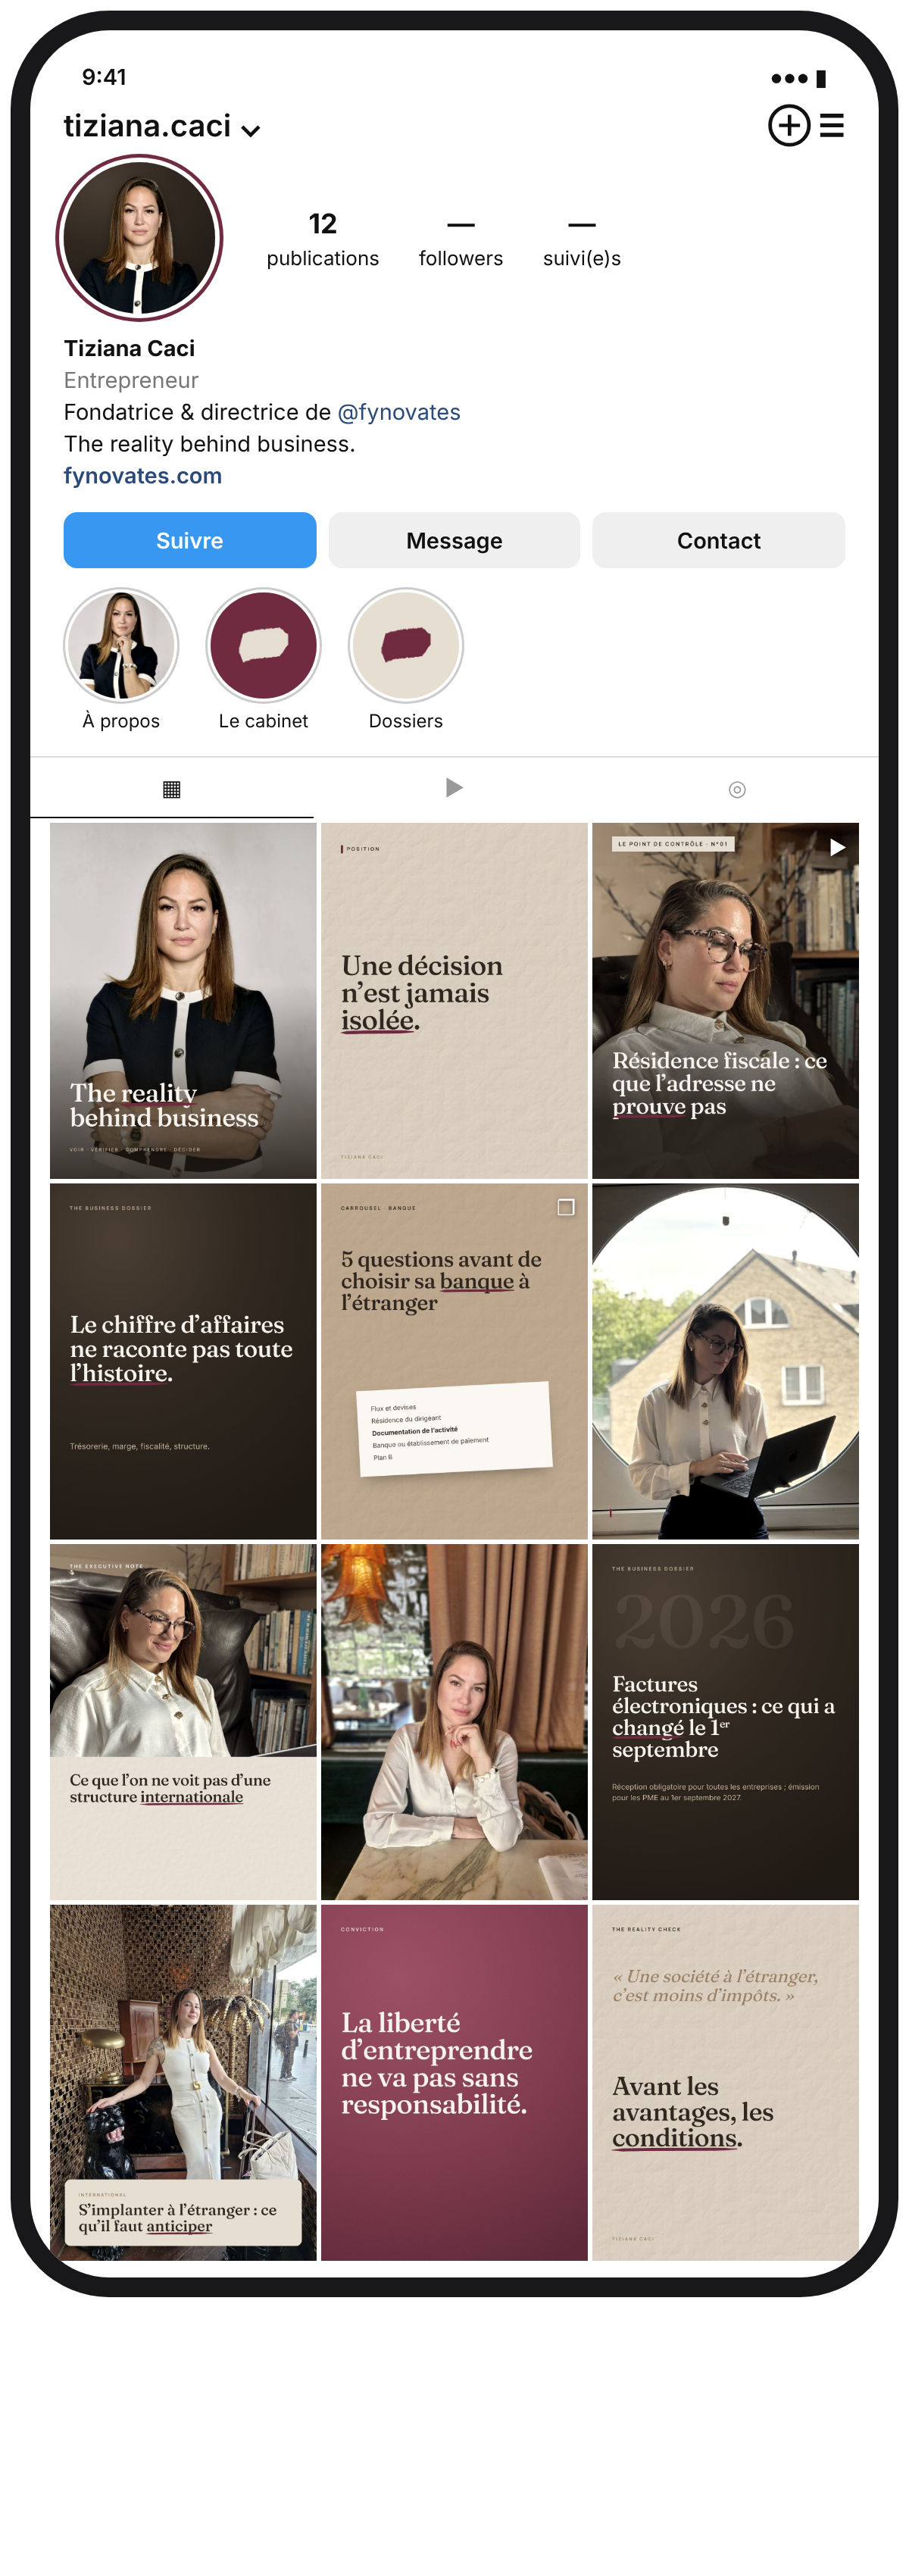 9:41
tiziana.caci
12
—
—
publications
followers
suivi(e)s
Tiziana Caci
Entrepreneur
Fondatrice & directrice de @fynovates
The reality behind business.
fynovates.com
Suivre
Message
Contact
À propos
Le cabinet
Dossiers
The reality
behind business
VOIR · VÉRIFIER · COMPRENDRE · DÉCIDER
POSITION
Une décision
n’est jamais
isolée.
TIZIANA CACI
LE POINT DE CONTRÔLE · N°01
Résidence fiscale : ce
que l’adresse ne
prouve pas
THE BUSINESS DOSSIER
Le chiffre d’affaires
ne raconte pas toute
l’histoire.
Trésorerie, marge, fiscalité, structure.
CARROUSEL · BANQUE
5 questions avant de
choisir sa banque à
l’étranger
Flux et devises
Résidence du dirigeant
Documentation de l’activité
Banque ou établissement de paiement
Plan B
THE EXECUTIVE NOTE
Ce que l’on ne voit pas d’une
structure internationale
THE BUSINESS DOSSIER
2026
Factures
électroniques : ce qui a
changé le 1er
septembre
Réception obligatoire pour toutes les entreprises ; émission
pour les PME au 1er septembre 2027.
INTERNATIONAL
S’implanter à l’étranger : ce
qu’il faut anticiper
CONVICTION
La liberté
d’entreprendre
ne va pas sans
responsabilité.
THE REALITY CHECK
« Une société à l’étranger,
c’est moins d’impôts. »
Avant les
avantages, les
conditions.
TIZIANA CACI